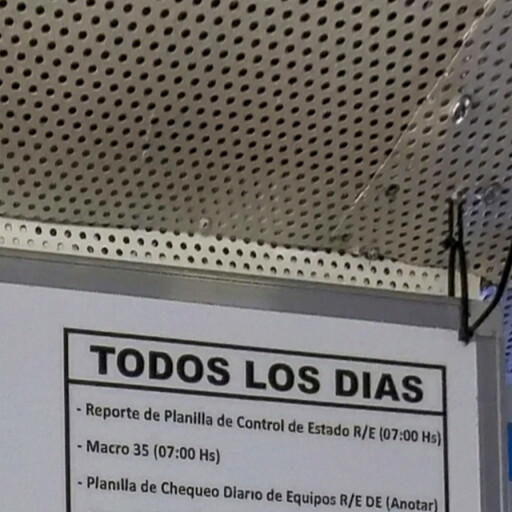 TODOS LOS DIAS
- Reporte de Planilla de Control de Estado R/E (07:00 Hs)
- Macro 35 (07:00 Hs)
- Planilla de Chequeo Diario de Equipos R/E DE (Anotar)